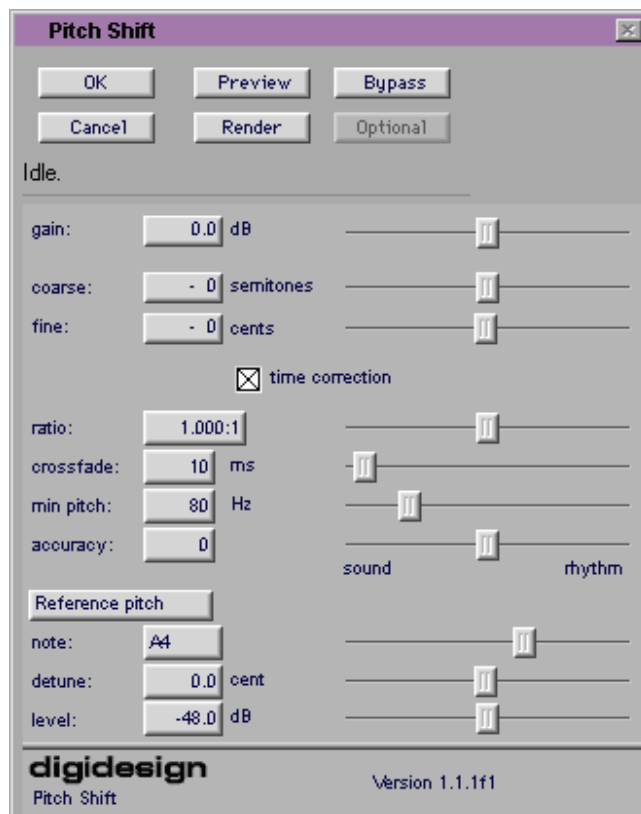 Pitch Shift
OK Preview Bypass
Cancel Render Optional
Idle.
gain: 0.0 dB
coarse: - 0 semitones
fine: - 0 cents
time correction
ratio: 1.000:1
crossfade: 10 ms
min pitch: 80 Hz
accuracy: 0
sound rhythm
Reference pitch
note: A4
detune: 0.0 cent
level: -48.0 dB
digidesign
Version 1.1.1f1
Pitch Shift